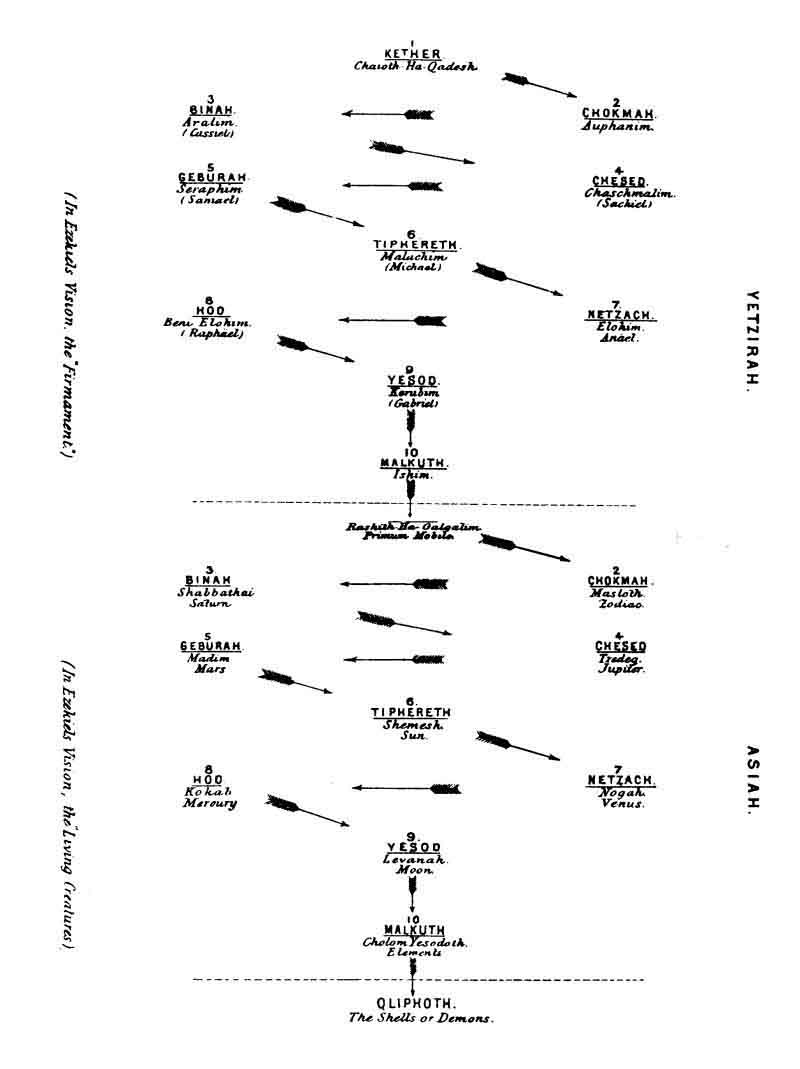 1
KETHER.
Chaioth-Ha-Qadesh.
3
BINAH.
Aralim.
(Cassiel)
2
CHOKMAH.
Auphanim.
5
GEBURAH.
Seraphim.
(Samael)
4
CHESED.
Chaschmalim.
(Sachiel)
6
TIPHERETH.
Malachim
(Michael)
8
HOD
Beni Elohim.
(Raphael)
7.
NETZACH.
Elohim.
Anael.
9
YESOD.
Kerubim
(Gabriel)
10
MALKUTH.
Ishim.
(In Ezekiels Vision, the "Firmament.")
YETZIRAH.
Rashith-Ha-Galgalim
Primum Mobile
3.
BINAH
Shabbathai
Saturn
2
CHOKMAH.
Masloth.
Zodiac.
5
GEBURAH.
Madim
Mars
4
CHESED
Tzedeg.
Jupiter.
6.
TIPHERETH
Shemesh.
Sun.
8
HOD
Kokab
Mercury
7
NETZACH.
Nogah.
Venus.
9.
YESOD
Levanah.
Moon.
10
MALKUTH
Cholom Yesodoth.
Elements
(In Ezekiels Vision, the "Living Creatures)
ASIAH.
QLIPHOTH.
The Shells or Demons.